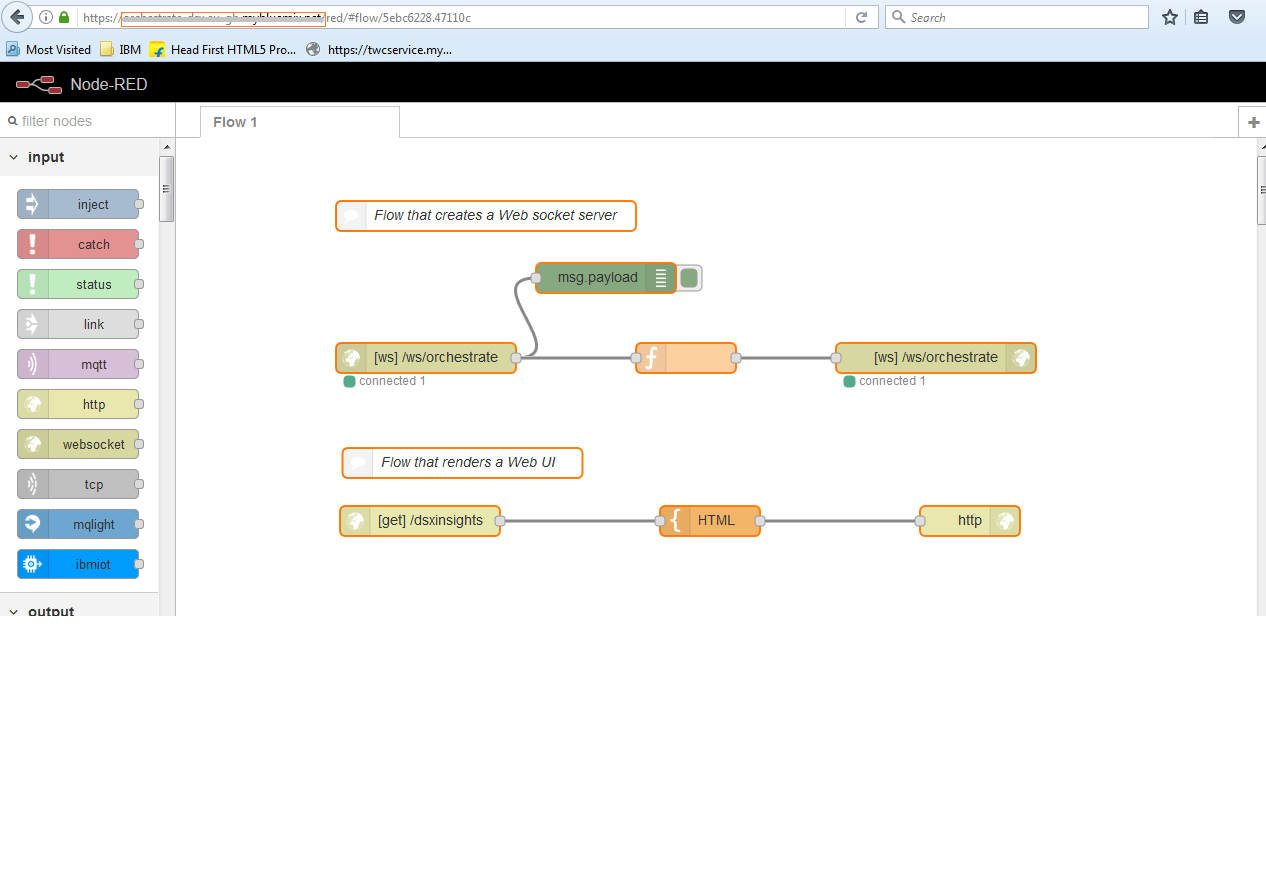 https://
mybluemix.net/red/#flow/5ebc6228.47110c
Search
Most Visited
IBM
Head First HTML5 Pro...
https://twcservice.my...
Node-RED
filter nodes
Flow 1
input
inject
catch
status
link
mqtt
http
websocket
tcp
mqlight
ibmiot
output
Flow that creates a Web socket server
msg.payload
[ws] /ws/orchestrate
[ws] /ws/orchestrate
connected 1
connected 1
Flow that renders a Web UI
[get] /dsxinsights
HTML
http